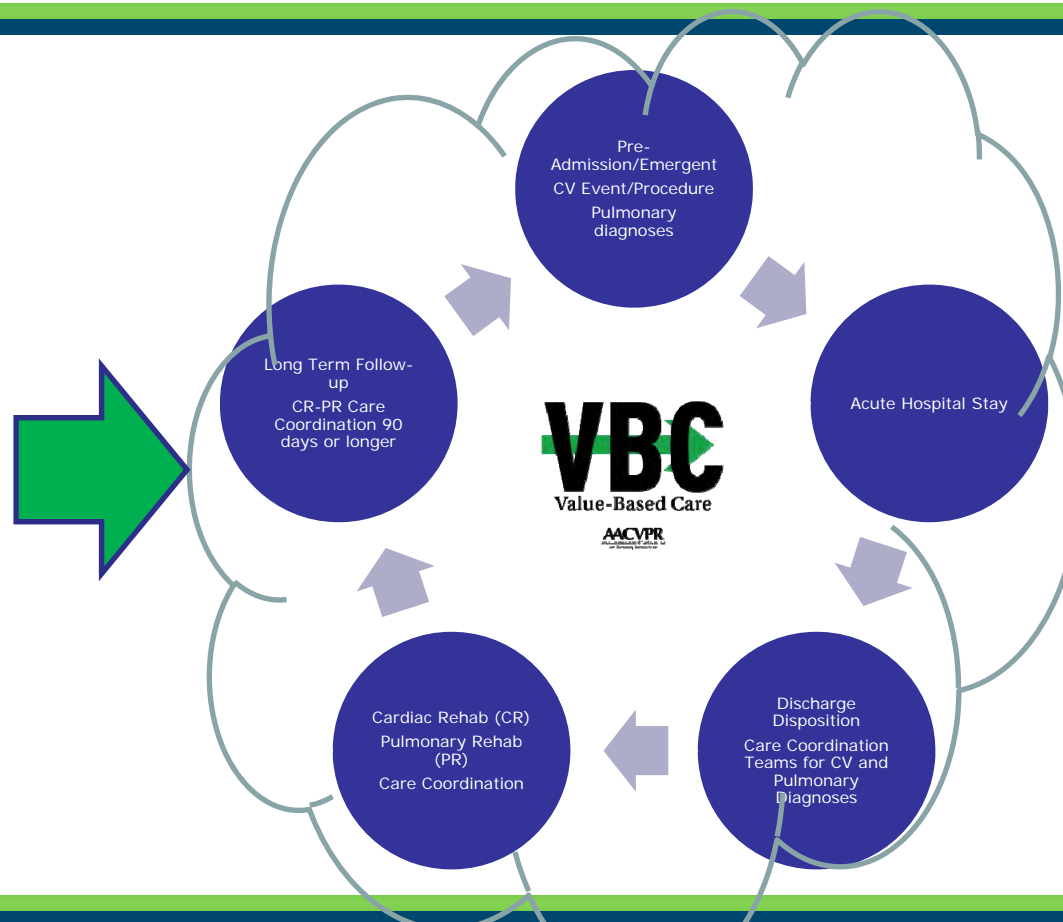 Pre-
Admission/Emergent
CV Event/Procedure
Pulmonary
diagnoses
Acute Hospital Stay
Discharge
Disposition
Care Coordination
Teams for CV and
Pulmonary
Diagnoses
Cardiac Rehab (CR)
Pulmonary Rehab
(PR)
Care Coordination
Long Term Follow-
up
CR-PR Care
Coordination 90
days or longer
VBC
Value-Based Care
AACVPR